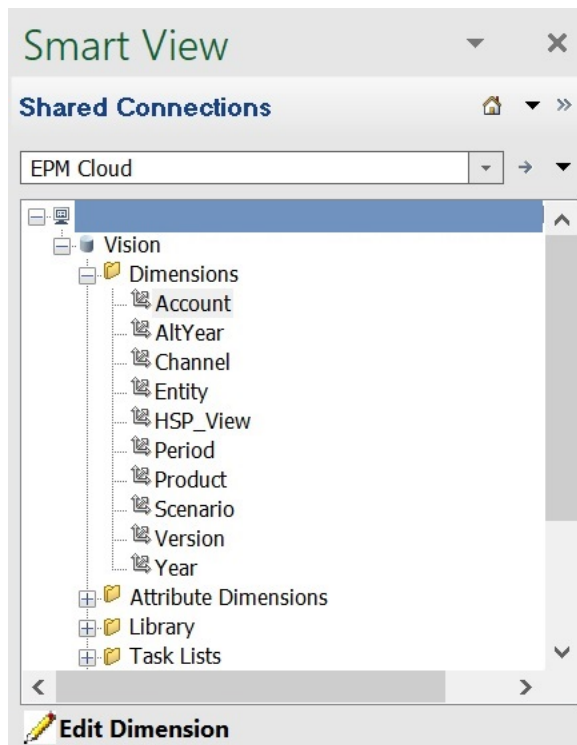 Smart View
Shared Connections
EPM Cloud
Vision
Dimensions
Account
AltYear
Channel
Entity
HSP_View
Period
Product
Scenario
Version
Year
Attribute Dimensions
Library
Task Lists
Edit Dimension